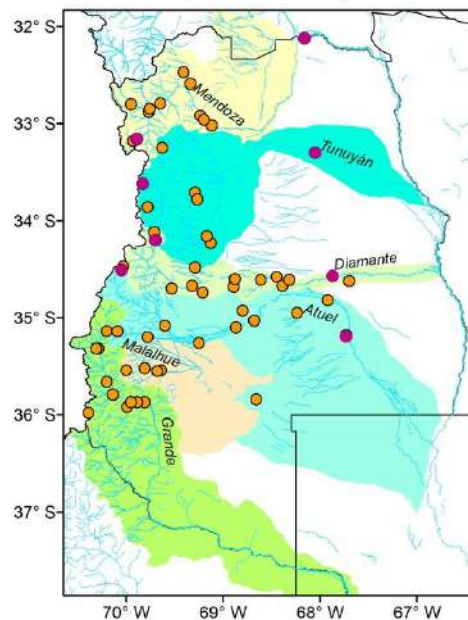 32° S
Mendoza
33° S
Tunuyán
34° S
Diamante
Atuel
35° S
Malalhue
36° S
Grande
37° S
70° W
69° W
68° W
67° W